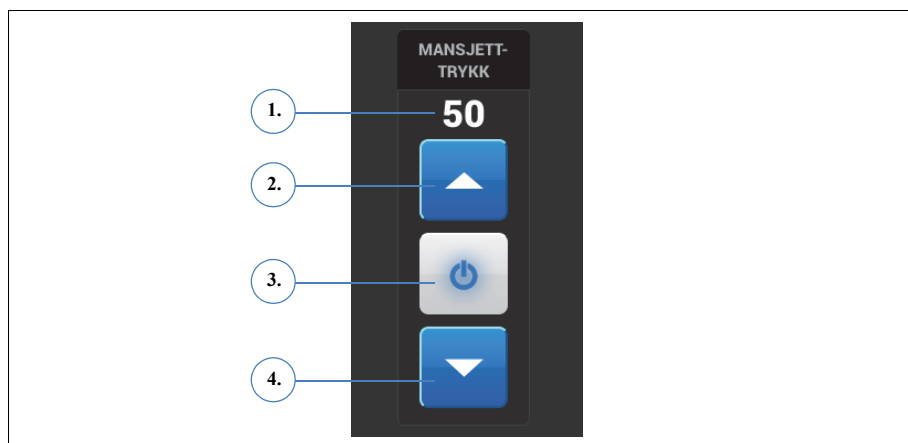 MANSJETT-
TRYKK
1.
50
2.
3.
4.